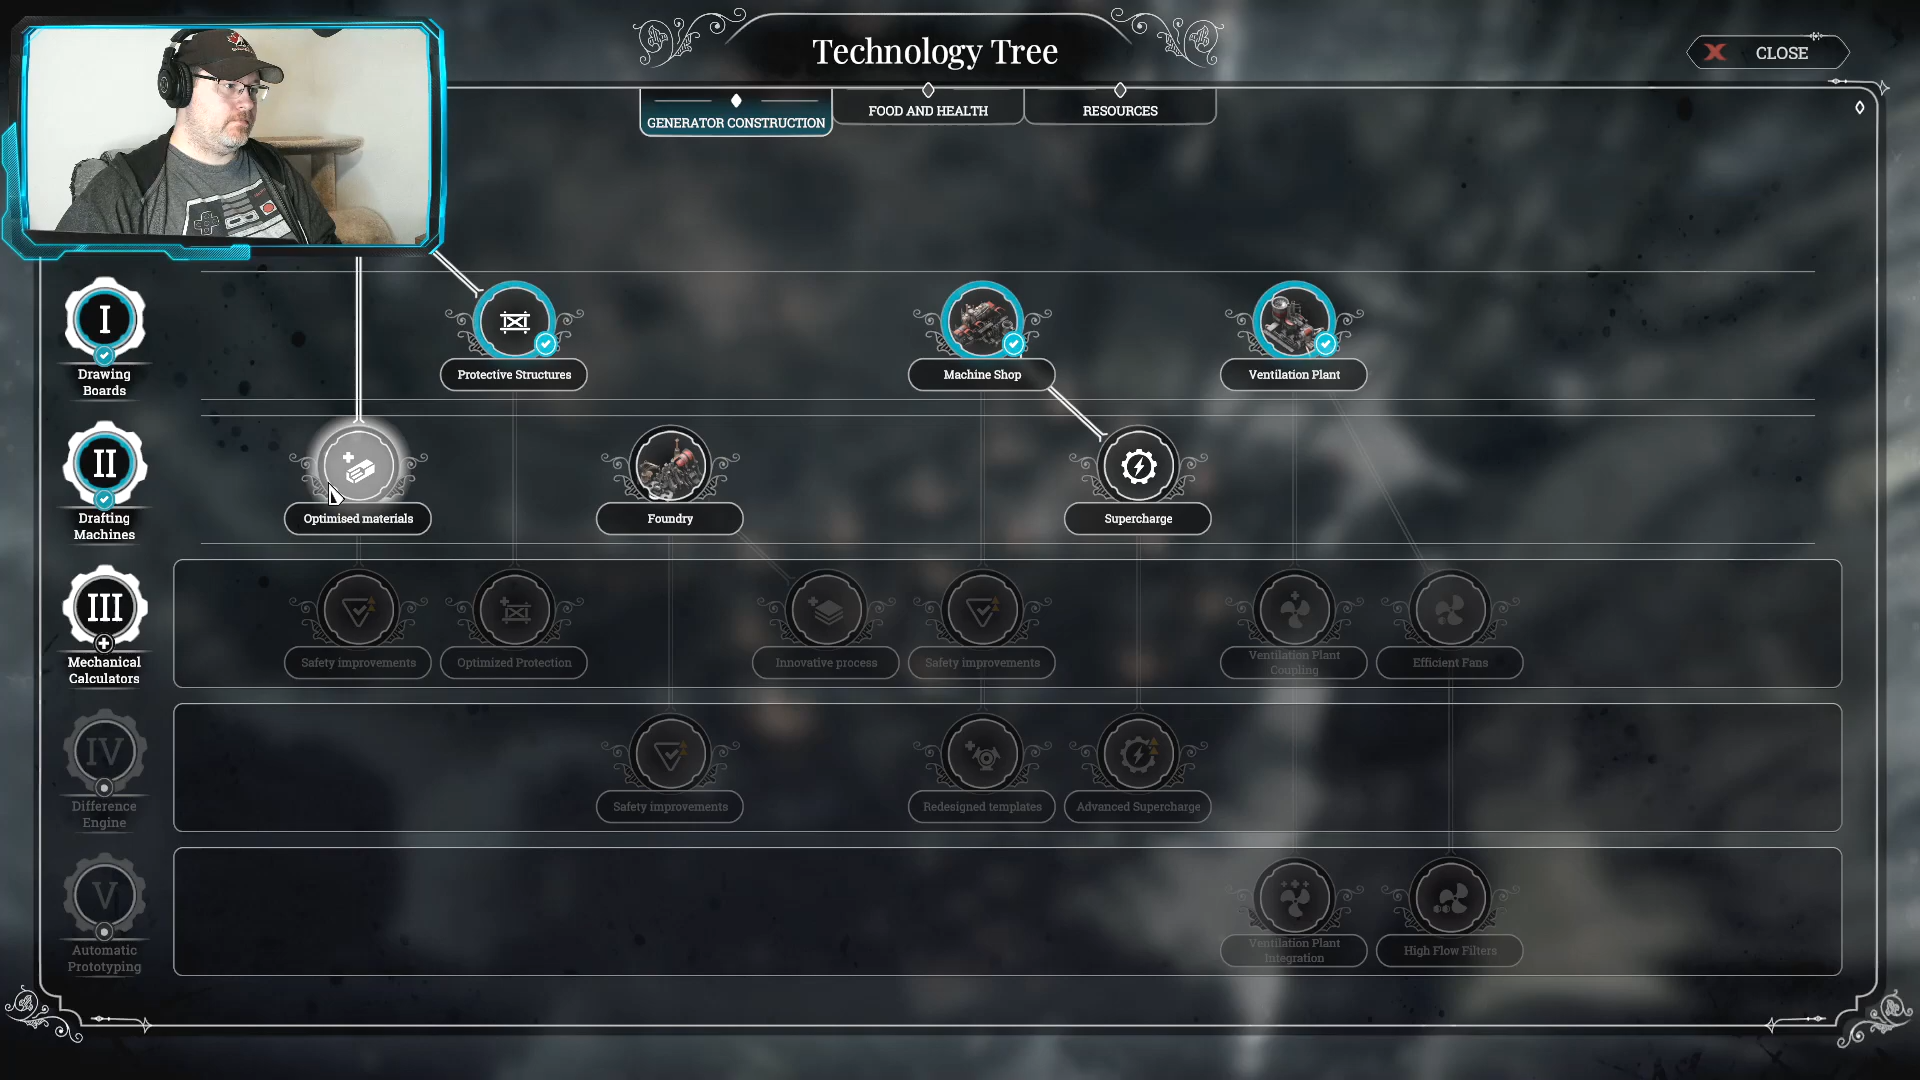 Technology Tree
CLOSE
GENERATOR CONSTRUCTION
FOOD AND HEALTH
RESOURCES
I
Drawing
Boards
Protective Structures
Machine Shop
Ventilation Plant
II
Drafting
Machines
Optimised materials
Foundry
Supercharge
III
Mechanical
Calculators
Safety improvements
Optimized Protection
Innovative process
Safety improvements
Ventilation Plant
Coupling
Efficient Fans
IV
Difference
Engine
Safety improvements
Redesigned templates
Advanced Supercharge
V
Automatic
Prototyping
Ventilation Plant
Integration
High Flow Filters